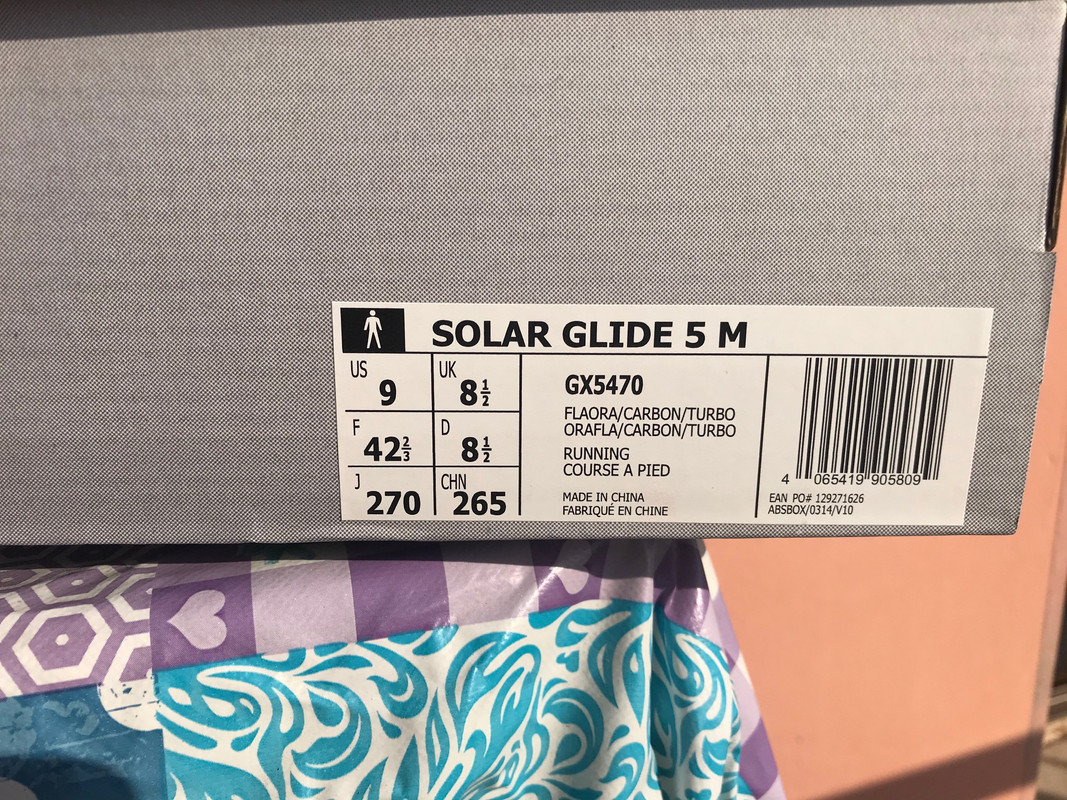 SOLAR GLIDE 5 M
US 9
UK 8½
F 42⅔
D 8½
J 270
CHN 265
GX5470
FLAORA/CARBON/TURBO
ORAFLA/CARBON/TURBO
RUNNING
COURSE A PIED
MADE IN CHINA
FABRIQUÉ EN CHINE
4 065419 905809
EAN PO# 129271626
ABSBOX/0314/V10